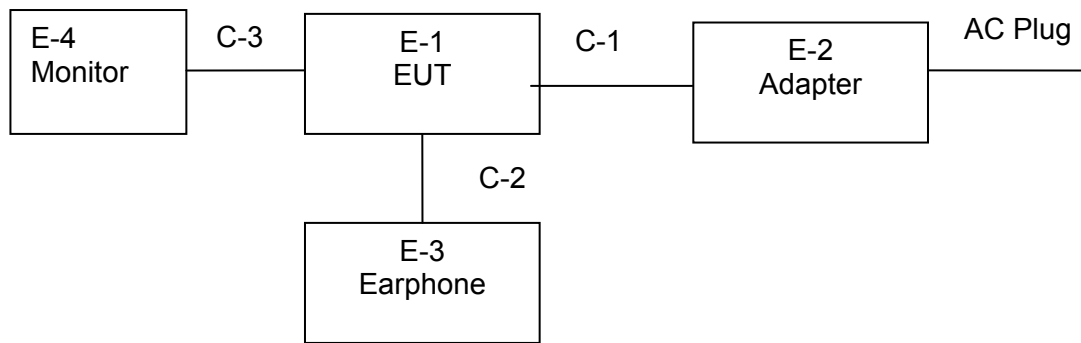 E-4
Monitor
C-3
E-1
EUT
C-1
E-2
Adapter
AC Plug
C-2
E-3
Earphone